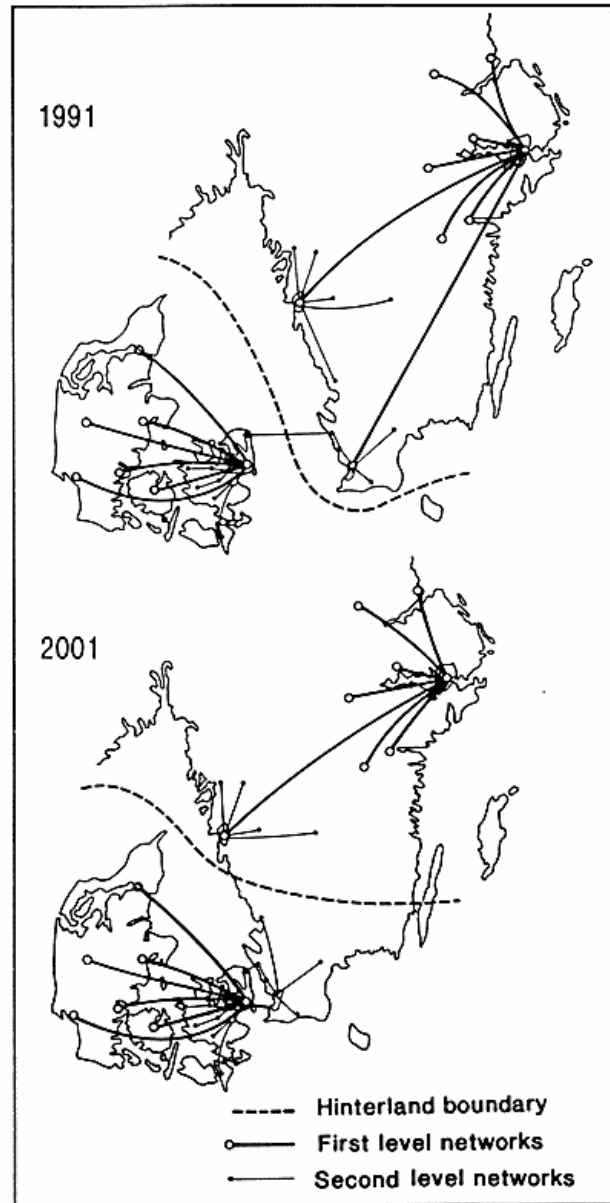 1991
2001
Hinterland boundary
First level networks
Second level networks